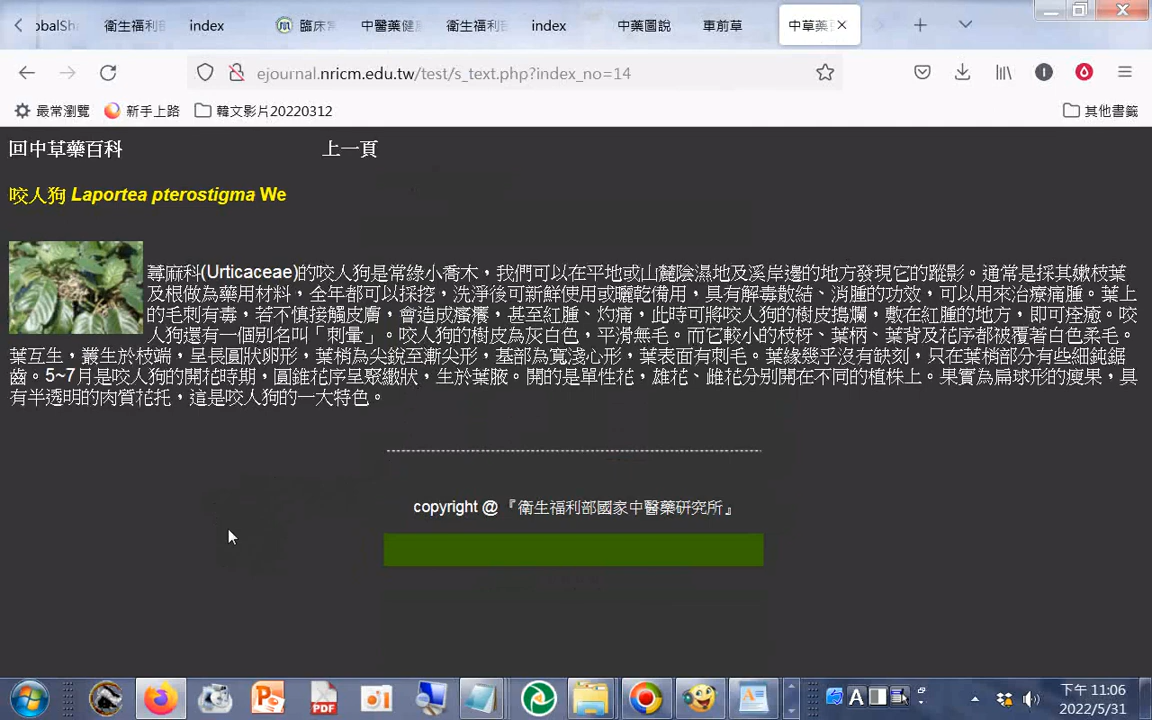 obalSha
衛生福利部
index
臨床常
中醫藥健康
衛生福利部
index
中藥圖說
車前草
中草藥
ejournal.nricm.edu.tw/test/s_text.php?index_no=14
最常瀏覽
新手上路
韓文影片20220312
其他書籤
回中草藥百科
上一頁
咬人狗 Laportea pterostigma We
蕁麻科(Urticaceae)的咬人狗是常綠小喬木，我們可以在平地或山麓陰濕地及溪岸邊的地方發現它的蹤影。通常是採其嫩枝葉
及根做為藥用材料，全年都可以採挖，洗淨後可新鮮使用或曬乾備用，具有解毒散結、消腫的功效，可以用來治療癰腫。葉上
的毛刺有毒，若不慎接觸皮膚，會造成瘙癢，甚至紅腫、灼痛，此時可將咬人狗的樹皮搗爛，敷在紅腫的地方，即可痊癒。咬
人狗還有一個別名叫「刺暈」。咬人狗的樹皮為灰白色，平滑無毛。而它較小的枝枒、葉柄、葉背及花序都被覆著白色柔毛。
葉互生，叢生於枝端，呈長圓狀卵形，葉梢為尖銳至漸尖形，基部為寬淺心形，葉表面有刺毛。葉緣幾乎沒有缺刻，只在葉梢部分有些細鈍鋸
齒。5~7月是咬人狗的開花時期，圓錐花序呈聚繖狀，生於葉腋。開的是單性花，雄花、雌花分別開在不同的植株上。果實為扁球形的瘦果，具
有半透明的肉質花托，這是咬人狗的一大特色。
copyright @『衛生福利部國家中醫藥研究所』
PDF
A
下午 11:06
2022/5/31